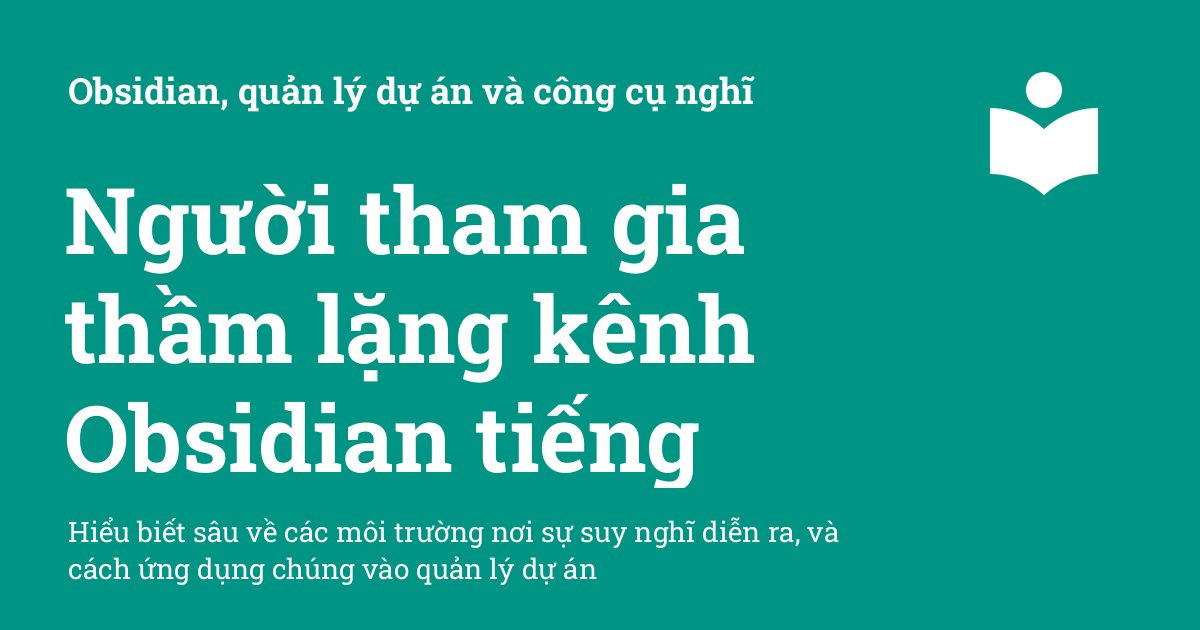 Obsidian, quản lý dự án và công cụ nghĩ
Người tham gia
thầm lặng kênh
Obsidian tiếng
Hiểu biết sâu về các môi trường nơi sự suy nghĩ diễn ra, và
cách ứng dụng chúng vào quản lý dự án